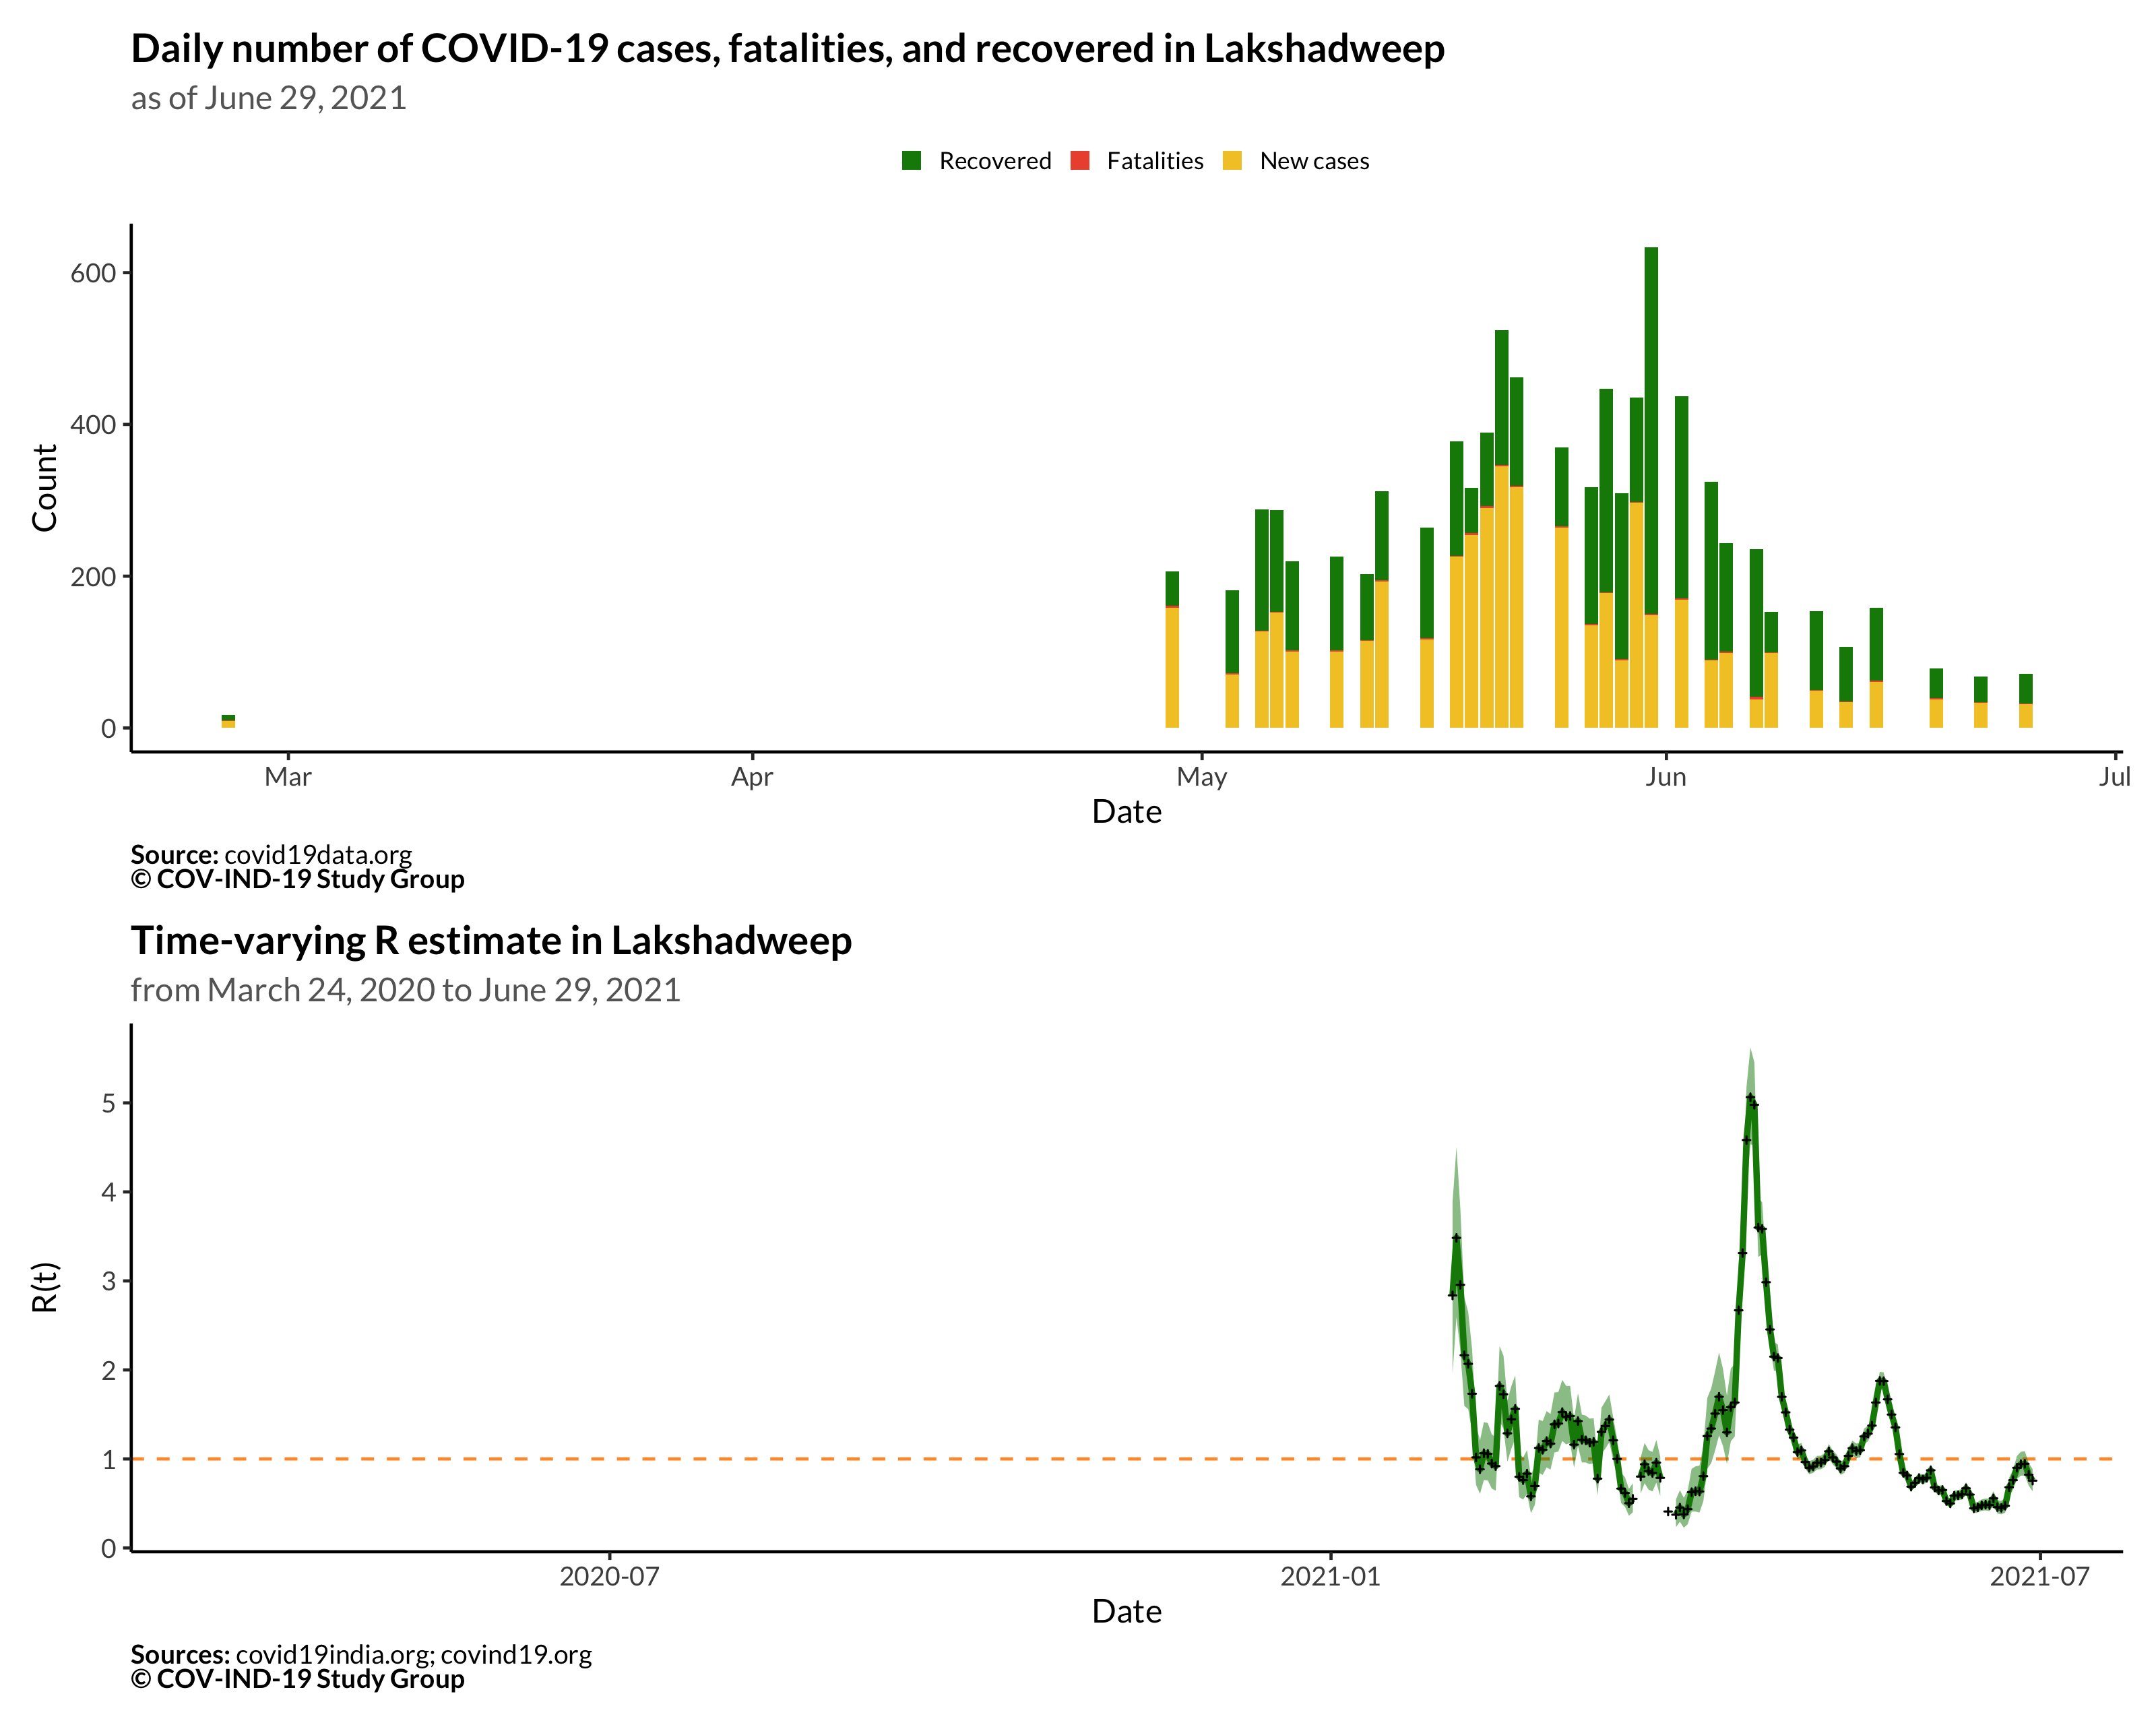 Daily number of COVID-19 cases, fatalities, and recovered in Lakshadweep
as of June 29, 2021
Recovered Fatalities New cases
600
400
200
0
Count
Mar Apr May Jun Jul
Date
Source: covid19data.org
© COV-IND-19 Study Group
Time-varying R estimate in Lakshadweep
from March 24, 2020 to June 29, 2021
5
4
3
2
1
0
R(t)
2020-07 2021-01 2021-07
Date
Sources: covid19india.org; covind19.org
© COV-IND-19 Study Group